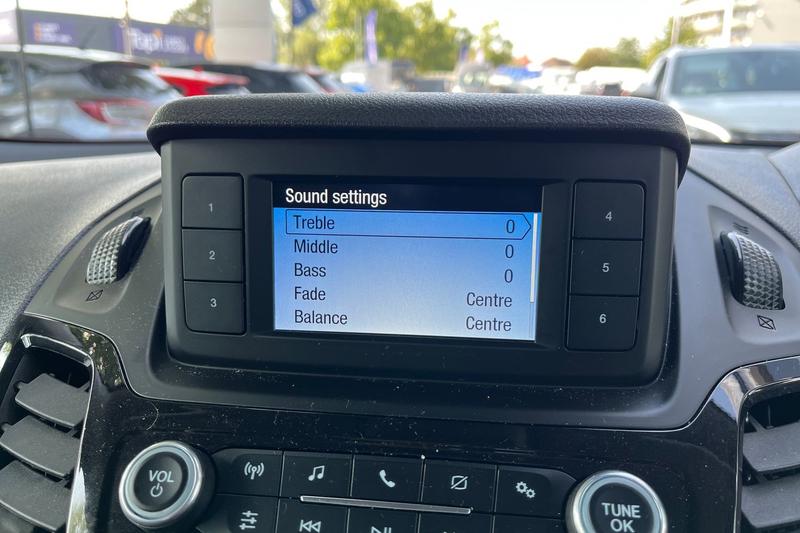 Sound settings
1
Treble 0
4
Middle 0
2
Bass 0
5
Fade Centre
3
Balance Centre
6
VOL
TUNE
OK